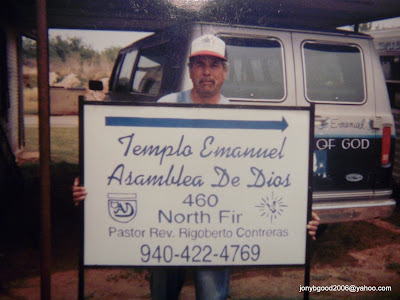 Templo Emanuel
Asamblea De Dios
460
North Fir
Pastor Rev. Rigoberto Contreras
940-422-4769
AD
Emanuel
OF GOD
jonybgood2006@yahoo.com